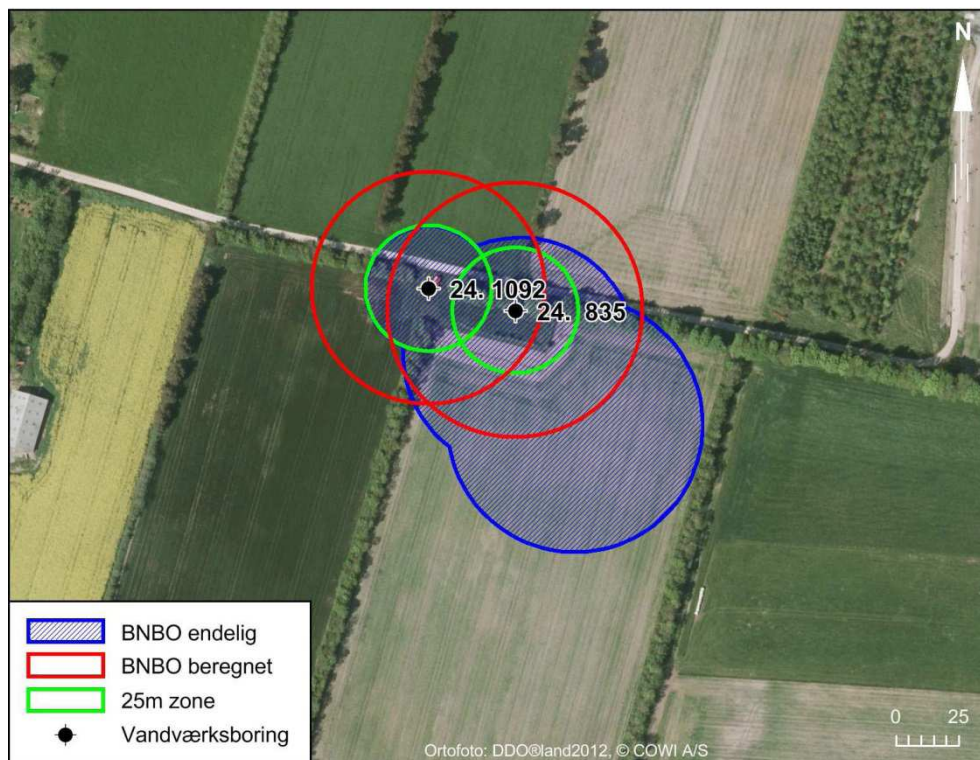 N
24. 1092
24. 835
BNBO endelig
BNBO beregnet
25m zone
Vandværksboring
0 25
Ortofoto: DDO®land2012, © COWI A/S